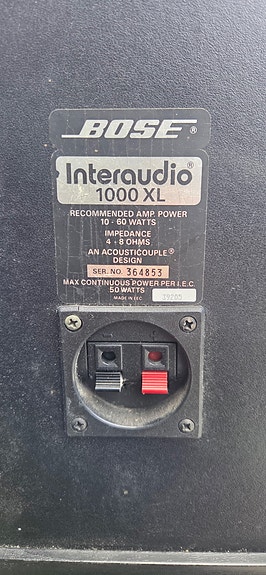 BOSE®
Interaudio®
1000 XL
RECOMMENDED AMP. POWER
10 - 60 WATTS
IMPEDANCE
4 + 8 OHMS
AN ACOUSTICOUPLE®
DESIGN
SER. NO. 364853
MAX CONTINUOUS POWER PER I.E.C.
50 WATTS
MADE IN EEC